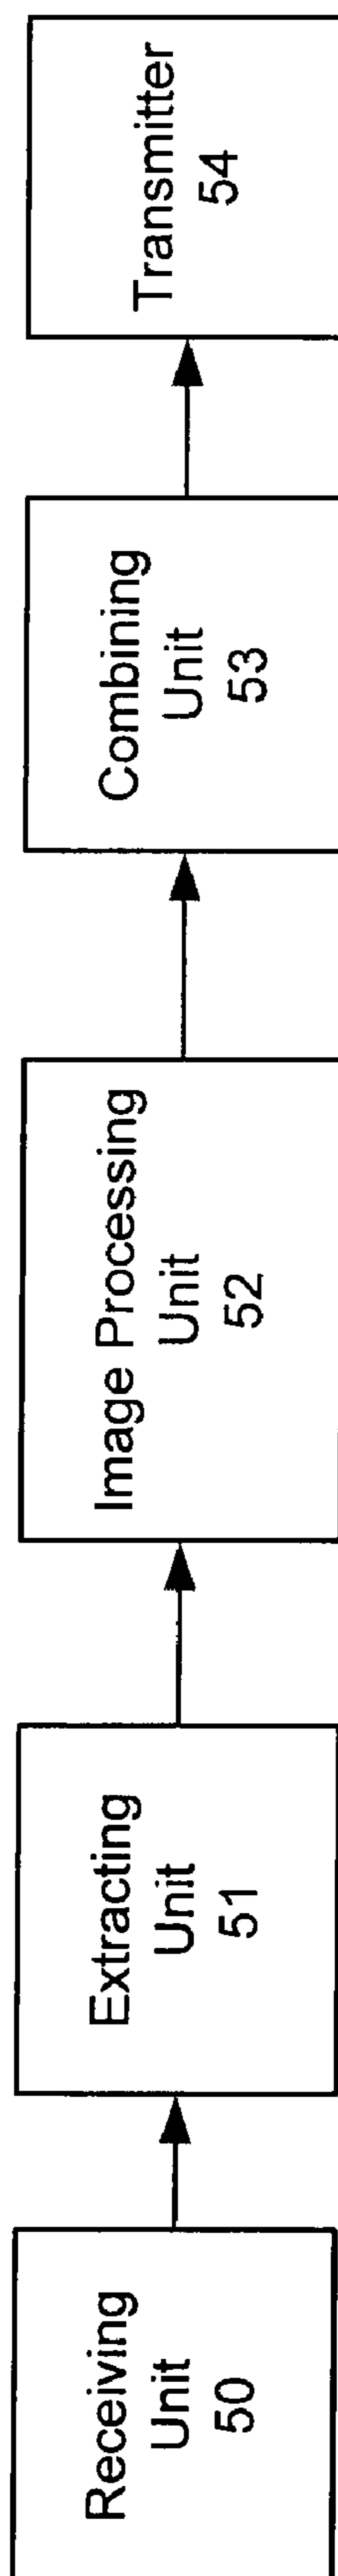 Receiving
Unit
50
Extracting
Unit
51
Image Processing
Unit
52
Combining
Unit
53
Transmitter
54